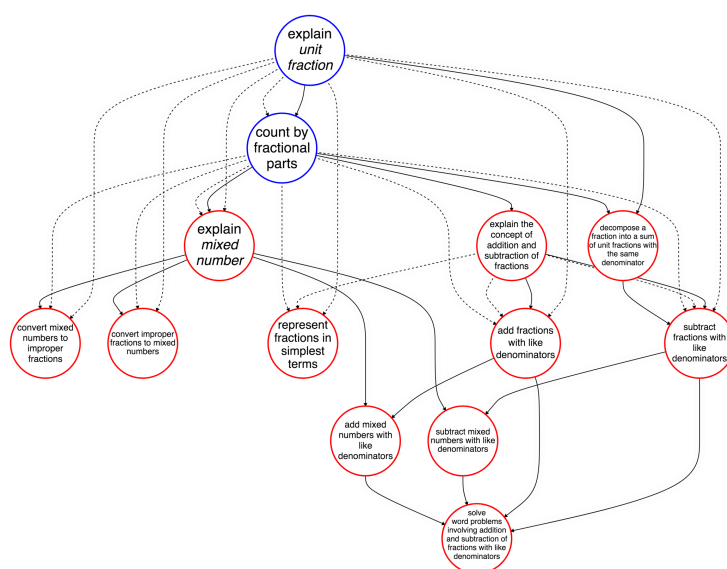 explain
unit
fraction
count by
fractional
parts
explain
mixed
number
explain the
concept of
addition and
subtraction of
fractions
decompose a
fraction into a sum
of unit fractions with
the same
denominator
convert mixed
numbers to
improper
fractions
convert improper
fractions to mixed
numbers
represent
fractions in
simplest
terms
add fractions
with like
denominators
subtract
fractions with
like
denominators
add mixed
numbers with
like
denominators
subtract mixed
numbers with like
denominators
solve
word problems
involving addition
and subtraction of
fractions with like
denominators